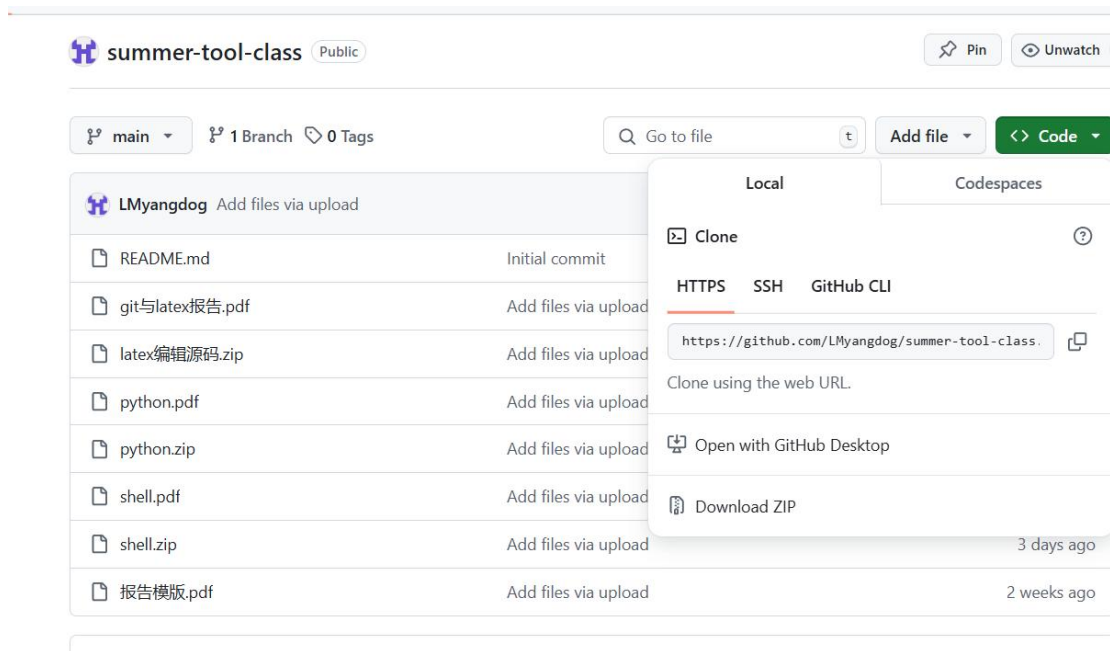 summer-tool-class Public
Pin
Unwatch
main
1 Branch
0 Tags
Go to file
t
Add file
<> Code
LMyangdog Add files via upload
Local
Codespaces
Clone
HTTPS
SSH
GitHub CLI
https://github.com/LMyangdog/summer-tool-class.
Clone using the web URL.
Open with GitHub Desktop
Download ZIP
README.md Initial commit
git与latex报告.pdf Add files via upload
latex编辑源码.zip Add files via upload
python.pdf Add files via upload
python.zip Add files via upload
shell.pdf Add files via upload
shell.zip Add files via upload 3 days ago
报告模版.pdf Add files via upload 2 weeks ago